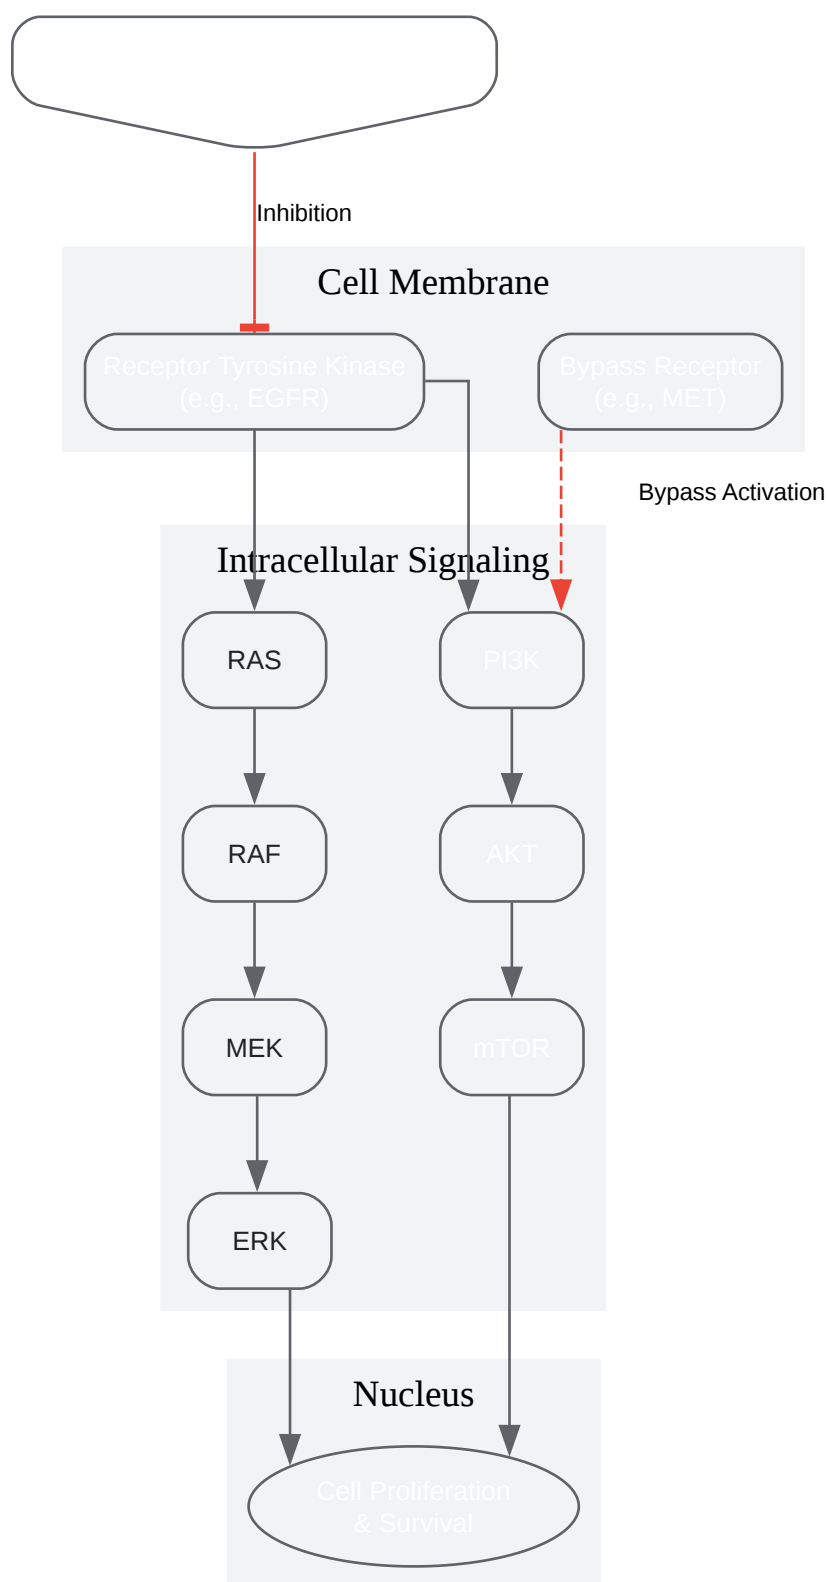 Inhibition
Cell Membrane
Receptor Tyrosine Kinase
(e.g., EGFR)
Bypass Receptor
(e.g., MET)
Bypass Activation
Intracellular Signaling
RAS
PI3K
RAF
AKT
MEK
mTOR
ERK
Nucleus
Cell Proliferation
& Survival